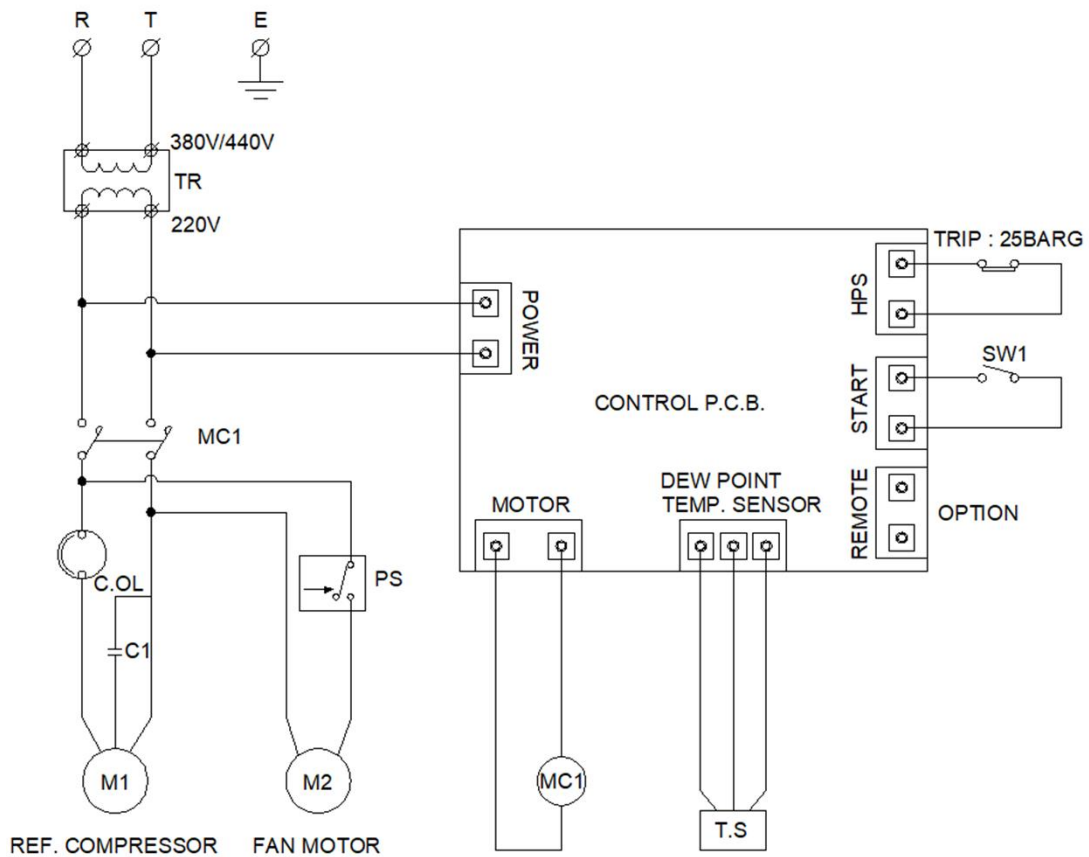 R
T
E
380V/440V
TR
220V
TRIP : 25BARG
HPS
POWER
SW1
START
CONTROL P.C.B.
MC1
DEW POINT
TEMP. SENSOR
MOTOR
REMOTE
OPTION
C.OL
PS
C1
M1
M2
MC1
T.S
REF. COMPRESSOR
FAN MOTOR